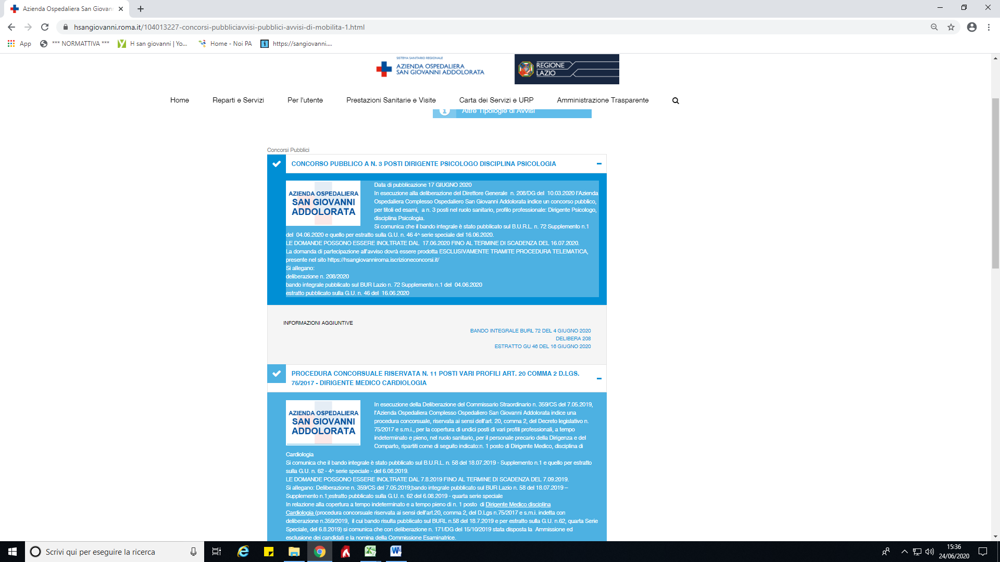 Azienda Ospedaliera San Giovan
hsangiovanni.roma.it/104013227-concorsi-pubbliciavvisi-pubblici-avvisi-di-mobilita-1.html
App
*** NORMATTIVA ***
H san giovanni | Yo...
Home - Noi PA
https://sangiovanni....
SISTEMA SANITARIO REGIONALE
AZIENDA OSPEDALIERA
SAN GIOVANNI ADDOLORATA
REGIONE
LAZIO
Home
Reparti e Servizi
Per l'utente
Prestazioni Sanitarie e Visite
Carta dei Servizi e URP
Amministrazione Trasparente
Altre Tipologie di Avvisi
Concorsi Pubblici
CONCORSO PUBBLICO A N. 3 POSTI DIRIGENTE PSICOLOGO DISCIPLINA PSICOLOGIA
AZIENDA OSPEDALIERA
SAN GIOVANNI
ADDOLORATA
Data di pubblicazione 17 GIUGNO 2020
In esecuzione alla deliberazione del Direttore Generale  n. 208/DG del  10.03.2020 l'Azienda
Ospedaliera Complesso Ospedaliero San Giovanni Addolorata indice un concorso pubblico,
per titoli ed esami,  a n. 3 posti nel ruolo sanitario, profilo professionale: Dirigente Psicologo,
disciplina Psicologia.
Si comunica che il bando integrale è stato pubblicato sul B.U.R.L. n. 72 Supplemento n.1
del  04.06.2020 e quello per estratto sulla G.U. n. 46 4^ serie speciale del 16.06.2020.
LE DOMANDE POSSONO ESSERE INOLTRATE DAL  17.06.2020 FINO AL TERMINE DI SCADENZA DEL 16.07.2020.
La domanda di partecipazione all'avviso dovrà essere prodotta ESCLUSIVAMENTE TRAMITE PROCEDURA TELEMATICA,
presente nel sito https://hsangiovanniroma.iscrizioneconcorsi.it/
Si allegano:
deliberazione n. 208/2020
bando integrale pubblicato sul BUR Lazio n. 72 Supplemento n.1 del  04.06.2020
estratto pubblicato sulla G.U. n. 46 del  16.06.2020
INFORMAZIONI AGGIUNTIVE
BANDO INTEGRALE BURL 72 DEL 4 GIUGNO 2020
DELIBERA 208
ESTRATTO GU 46 DEL 16 GIUGNO 2020
PROCEDURA CONCORSUALE RISERVATA N. 11 POSTI VARI PROFILI ART. 20 COMMA 2 D.LGS.
75/2017 - DIRIGENTE MEDICO CARDIOLOGIA
AZIENDA OSPEDALIERA
SAN GIOVANNI
ADDOLORATA
In esecuzione della Deliberazione del Commissario Straordinario n. 359/CS del 7.05.2019,
l'Azienda Ospedaliera Complesso Ospedaliero San Giovanni Addolorata indice una
procedura concorsuale, riservata ai sensi dell'art. 20, comma 2, del Decreto legislativo n.
75/2017 e s.m.i., per la copertura di undici posti di vari profili professionali, a tempo
indeterminato e pieno, nel ruolo sanitario, per il personale precario della Dirigenza e del
Comparto, ripartiti come di seguito indicato:n. 1 posto di Dirigente Medico, disciplina di
Cardiologia
Si comunica che il bando integrale è stato pubblicato sul B.U.R.L. n. 58 del 18.07.2019 - Supplemento n.1 e quello per estratto
sulla G.U. n. 62 - 4^ serie speciale - del 6.08.2019.
LE DOMANDE POSSONO ESSERE INOLTRATE DAL 7.8.2019 FINO AL TERMINE DI SCADENZA DEL 7.09.2019.
Si allegano: Deliberazione n. 359/CS del 7.05.2019;bando integrale pubblicato sul BUR Lazio n. 58 del 18.07.2019 –
Supplemento n.1;estratto pubblicato sulla G.U. n. 62 del 6.08.2019 - quarta serie speciale
In relazione alla copertura a tempo indeterminato e a tempo pieno di n. 1 posto  di Dirigente Medico disciplina
Cardiologia (procedura concorsuale riservata ai sensi dell'art.20, comma 2, del D.Lgs n.75/2017 e s.m.i. indetta con
deliberazione n.359/2019,  il cui bando risulta pubblicato sul BURL n.58 del 18.7.2019 e per estratto sulla G.U. n.62, quarta Serie
Speciale, del 6.8.2019) si comunica che con deliberazione n. 171/DG del 15/10/2019 stata disposta la  Ammissione ed
esclusione dei candidati e la nomina della Commissione Esaminatrice.
Scrivi qui per eseguire la ricerca
15:36
24/06/2020